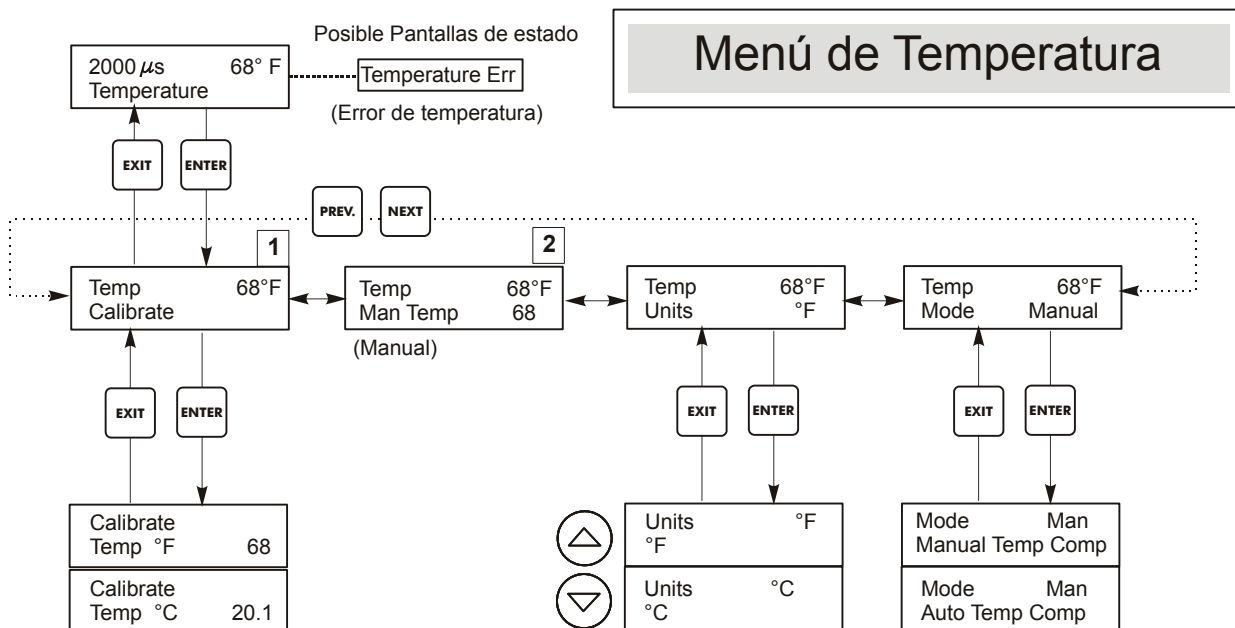 Posible Pantallas de estado
Menú de Temperatura
2000 µs 68° F
Temperature
Temperature Err
(Error de temperatura)
EXIT
ENTER
PREV.
NEXT
1
2
Temp 68°F
Calibrate
Temp 68°F
Man Temp 68
(Manual)
Temp 68°F
Units °F
Temp 68°F
Mode Manual
EXIT
ENTER
EXIT
ENTER
EXIT
ENTER
Calibrate
Temp °F 68
Calibrate
Temp °C 20.1
Units °F
°F
Units °C
°C
Mode Man
Manual Temp Comp
Mode Man
Auto Temp Comp